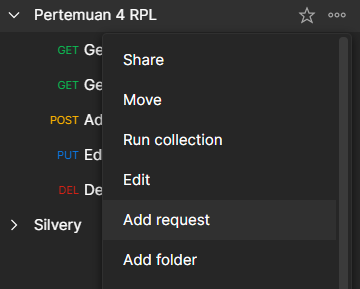 Pertemuan 4 RPL
GET Ge
GET Ge
POST Ad
PUT Ed
DEL De
Silvery
Share
Move
Run collection
Edit
Add request
Add folder